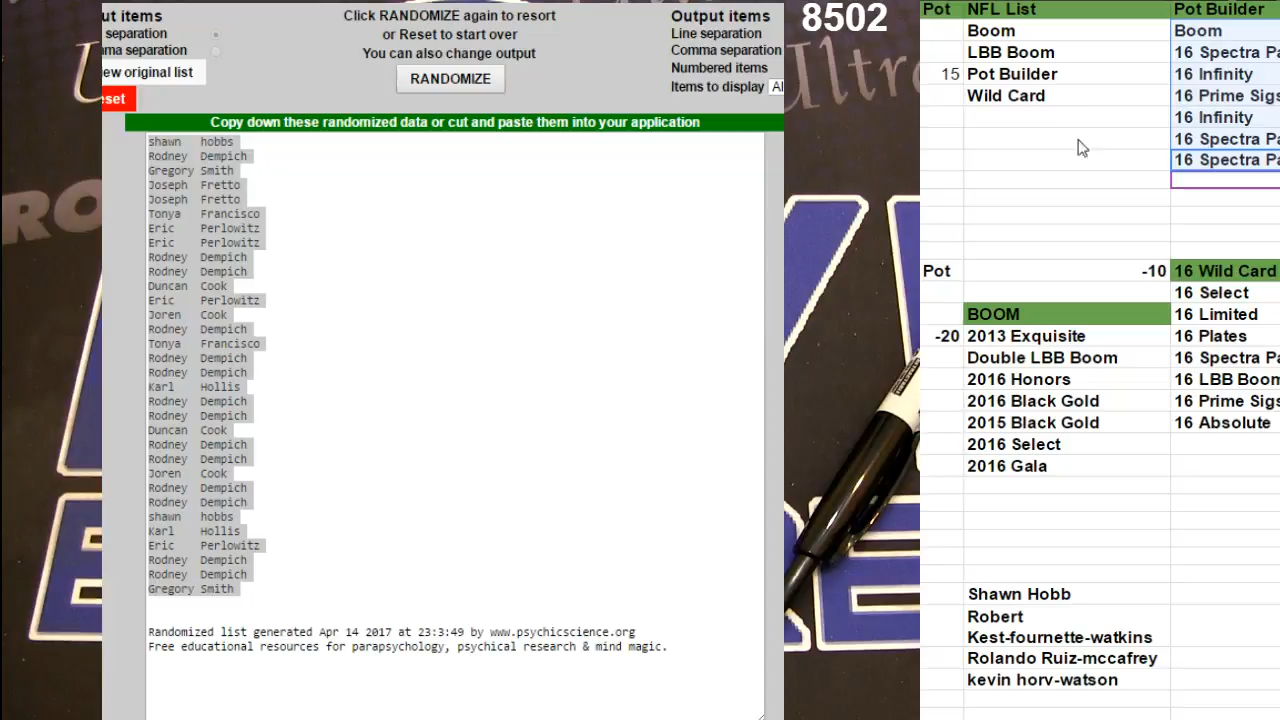 ut items
separation
mma separation
ew original list
set
Click RANDOMIZE again to resort
or Reset to start over
You can also change output
RANDOMIZE
Output items
Line separation
Comma separation
Numbered items
Items to display Al
8502
Copy down these randomized data or cut and paste them into your application
shawn hobbs
Rodney Dempich
Gregory Smith
Joseph Fretto
Joseph Fretto
Tonya Francisco
Eric Perlowitz
Eric Perlowitz
Rodney Dempich
Rodney Dempich
Duncan Cook
Eric Perlowitz
Joren Cook
Rodney Dempich
Tonya Francisco
Rodney Dempich
Rodney Dempich
Karl Hollis
Rodney Dempich
Rodney Dempich
Duncan Cook
Rodney Dempich
Rodney Dempich
Joren Cook
Rodney Dempich
Rodney Dempich
shawn hobbs
Karl Hollis
Eric Perlowitz
Rodney Dempich
Rodney Dempich
Gregory Smith
Randomized list generated Apr 14 2017 at 23:3:49 by www.psychicscience.org
Free educational resources for parapsychology, psychical research & mind magic.
Pot NFL List Pot Builder
Boom Boom
LBB Boom 16 Spectra Pa
15 Pot Builder 16 Infinity
Wild Card 16 Prime Sigs
16 Infinity
16 Spectra Pa
16 Spectra Pa
Pot -10 16 Wild Card
16 Select
BOOM 16 Limited
-20 2013 Exquisite 16 Plates
Double LBB Boom 16 Spectra Pa
2016 Honors 16 LBB Boom
2016 Black Gold 16 Prime Sigs
2015 Black Gold 16 Absolute
2016 Select
2016 Gala
Shawn Hobb
Robert
Kest-fournette-watkins
Rolando Ruiz-mccafrey
kevin horv-watson